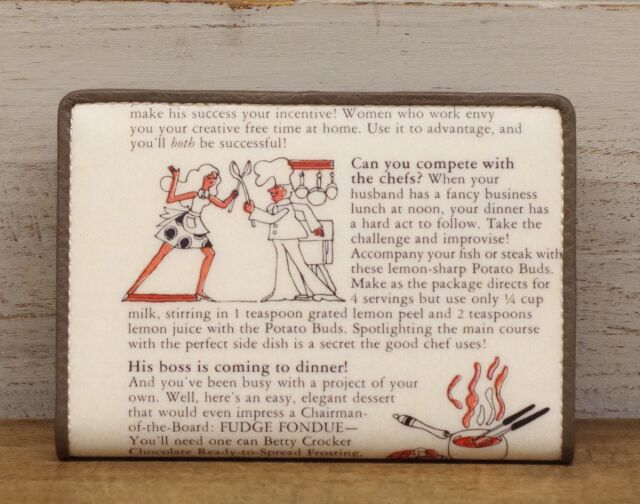 make his success your incentive! Women who work envy
you your creative free time at home. Use it to advantage, and
you'll both be successful!
Can you compete with
the chefs? When your
husband has a fancy business
lunch at noon, your dinner has
a hard act to follow. Take the
challenge and improvise!
Accompany your fish or steak with
these lemon-sharp Potato Buds.
Make as the package directs for
4 servings but use only ¼ cup
milk, stirring in 1 teaspoon grated lemon peel and 2 teaspoons
lemon juice with the Potato Buds. Spotlighting the main course
with the perfect side dish is a secret the good chef uses!
His boss is coming to dinner!
And you've been busy with a project of your
own. Well, here's an easy, elegant dessert
that would even impress a Chairman-
of-the-Board: FUDGE FONDUE—
You'll need one can Betty Crocker
Chocolate Ready-to-Spread Frosting.